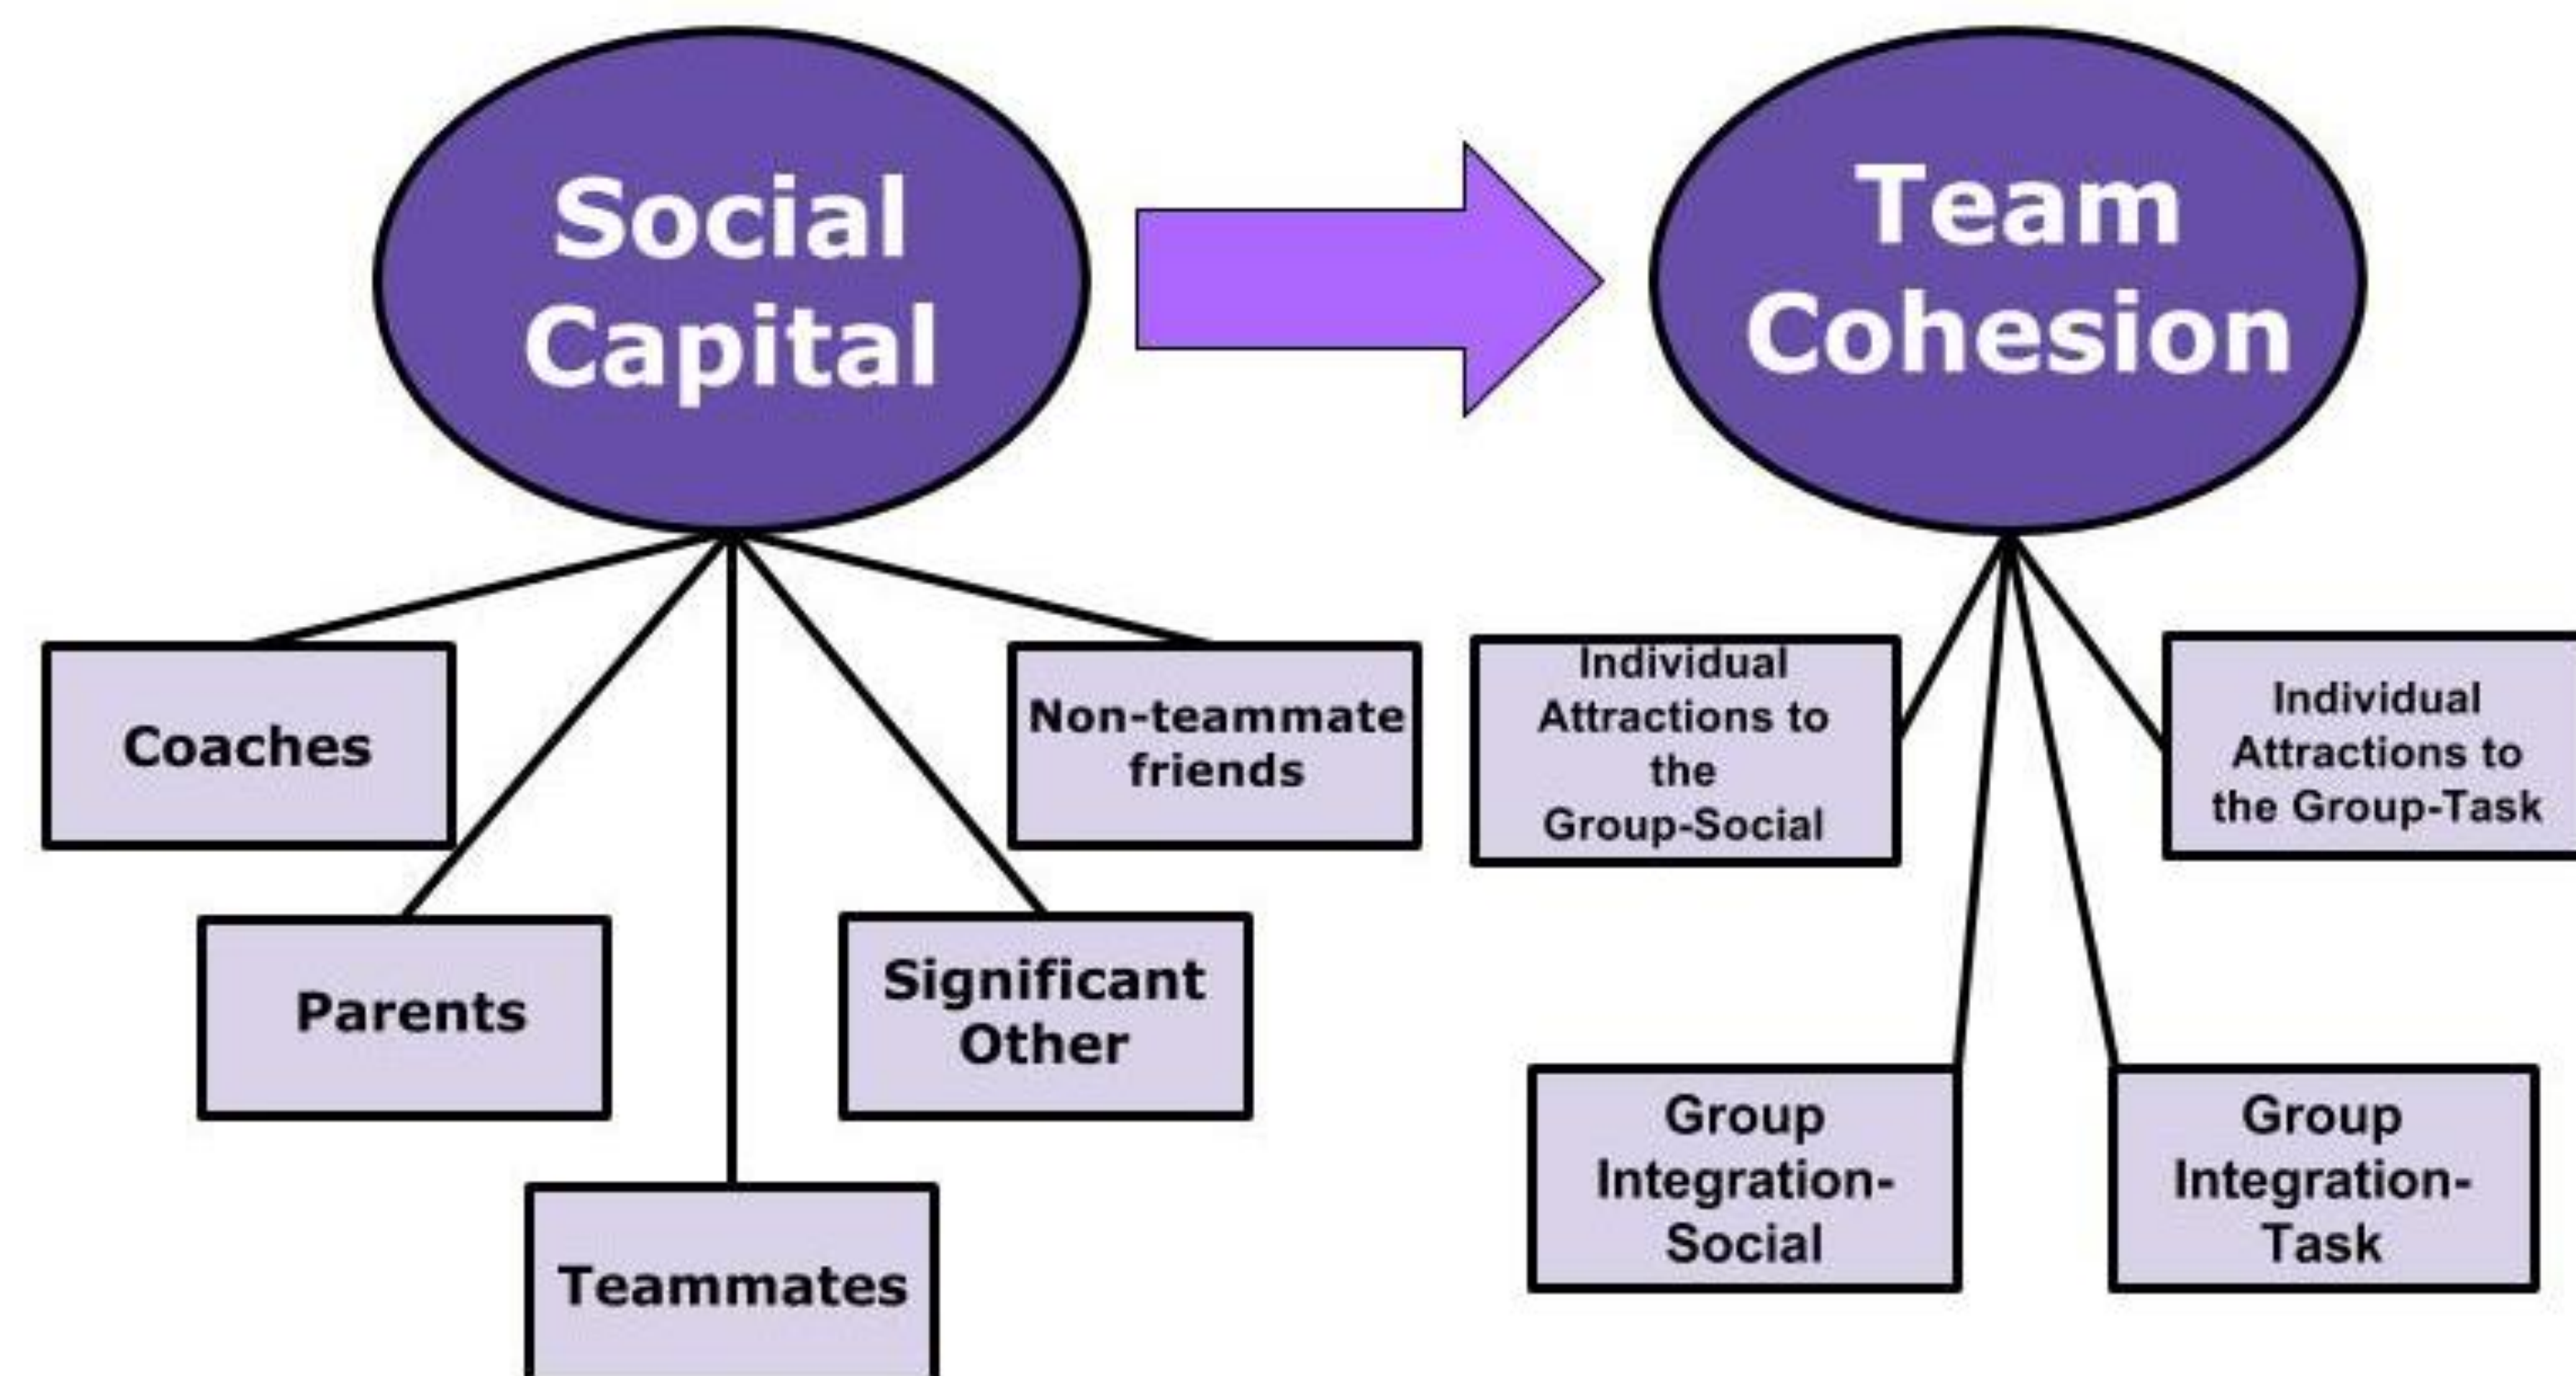 Social
Capital
Team
Cohesion
Coaches
Non-teammate
friends
Individual
Attractions to
the
Group-Social
Individual
Attractions to
the Group-Task
Parents
Significant
Other
Teammates
Group
Integration-
Social
Group
Integration-
Task